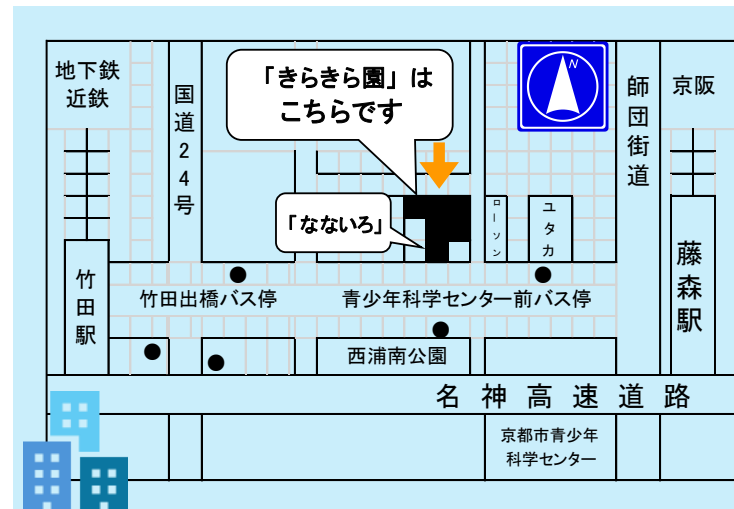 地下鉄
近鉄
国道24号
「きらきら園」は
こちらです
N
師団街道
京阪
「なないろ」
ローソン
ユタカ
竹田駅
藤森駅
竹田出橋バス停
青少年科学センター前バス停
西浦南公園
名神高速道路
京都市青少年
科学センター